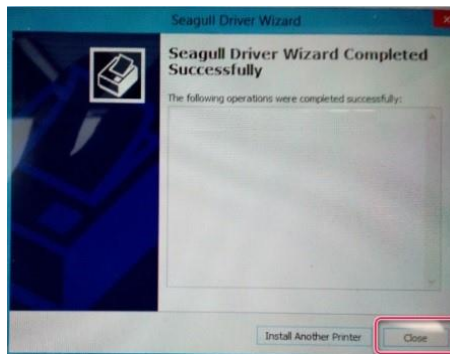 Seagull Driver Wizard
Seagull Driver Wizard Completed
Successfully
The following operations were completed successfully:
Install Another Printer
Close